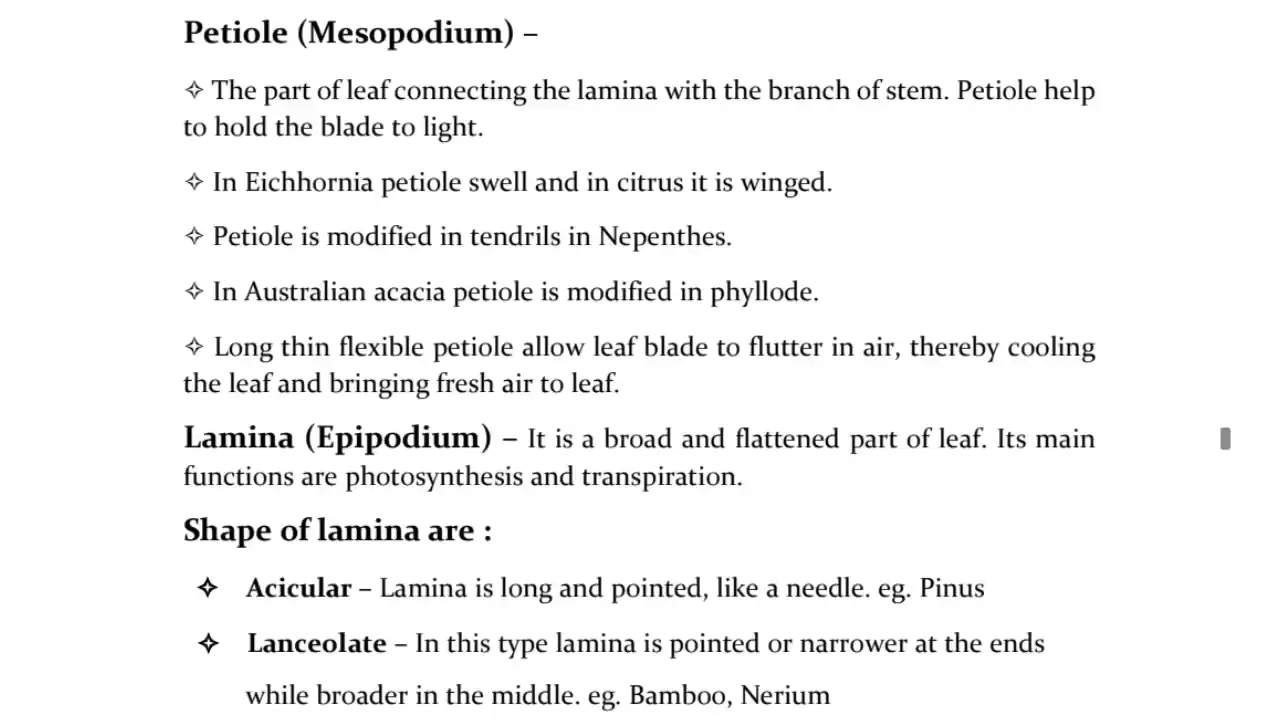 Petiole (Mesopodium) –
✧ The part of leaf connecting the lamina with the branch of stem. Petiole help
to hold the blade to light.
✧ In Eichhornia petiole swell and in citrus it is winged.
✧ Petiole is modified in tendrils in Nepenthes.
✧ In Australian acacia petiole is modified in phyllode.
✧ Long thin flexible petiole allow leaf blade to flutter in air, thereby cooling
the leaf and bringing fresh air to leaf.
Lamina (Epipodium) – It is a broad and flattened part of leaf. Its main
functions are photosynthesis and transpiration.
Shape of lamina are :
✧ Acicular – Lamina is long and pointed, like a needle. eg. Pinus
✧ Lanceolate – In this type lamina is pointed or narrower at the ends
while broader in the middle. eg. Bamboo, Nerium